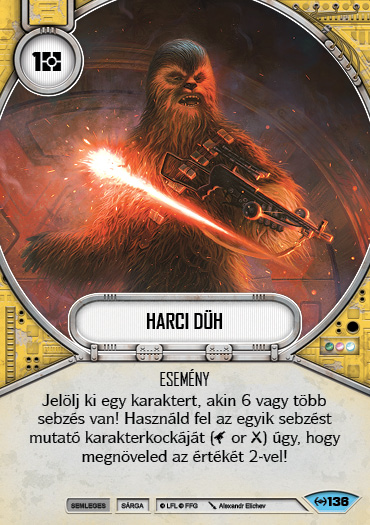 1
HARCI DÜH
ESEMÉNY
Jelölj ki egy karaktert, akin 6 vagy több
sebzés van! Használd fel az egyik sebzést
mutató karakterkockáját ( or ) úgy, hogy
megnöveled az értékét 2-vel!
SEMLEGES SÁRGA © LFL © FFG Alexandr Elichev 138